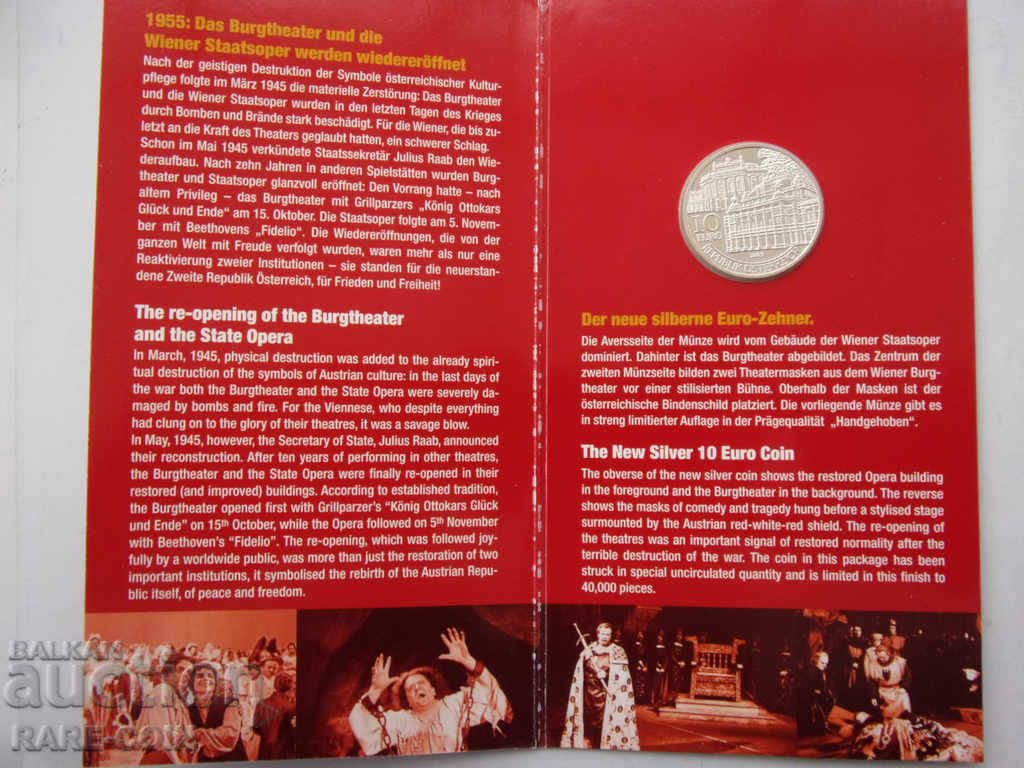 1955: Das Burgtheater und die
Wiener Staatsoper werden wiedereröffnet
Nach der geistigen Destruktion der Symbole österreichischer Kultur-
pflege folgte im März 1945 die materielle Zerstörung: Das Burgtheater
und die Wiener Staatsoper wurden in den letzten Tagen des Krieges
durch Bomben und Brände stark beschädigt. Für die Wiener, die bis zu-
letzt an die Kraft des Theaters geglaubt hatten, ein schwerer Schlag.
Schon im Mai 1945 verkündete Staatssekretär Julius Raab den Wie-
deraufbau. Nach zehn Jahren in anderen Spielstätten wurden Burg-
theater und Staatsoper glanzvoll eröffnet: Den Vorrang hatte – nach
altem Privileg – das Burgtheater mit Grillparzers „König Ottokars
Glück und Ende“ am 15. Oktober. Die Staatsoper folgte am 5. Novem-
ber mit Beethovens „Fidelio“. Die Wiedereröffnungen, die von der
ganzen Welt mit Freude verfolgt wurden, waren mehr als nur eine
Reaktivierung zweier Institutionen – sie standen für die neuerstan-
dene Zweite Republik Österreich, für Frieden und Freiheit!
The re-opening of the Burgtheater
and the State Opera
In March, 1945, physical destruction was added to the already spiri-
tual destruction of the symbols of Austrian culture: in the last days of
the war both the Burgtheater and the State Opera were severely da-
maged by bombs and fire. For the Viennese, who despite everything
had clung on to the glory of their theatres, it was a savage blow.
In May, 1945, however, the Secretary of State, Julius Raab, announced
their reconstruction. After ten years of performing in other theatres,
the Burgtheater and the State Opera were finally re-opened in their
restored (and improved) buildings. According to established tradition,
the Burgtheater opened first with Grillparzer's “König Ottokars Glück
und Ende” on 15th October, while the Opera followed on 5th November
with Beethoven's “Fidelio”. The re-opening, which was followed joy-
fully by a worldwide public, was more than just the restoration of two
important institutions, it symbolised the rebirth of the Austrian Repu-
blic itself, of peace and freedom.
10
EURO
2005
REPUBLIK ÖSTERREICH
Der neue silberne Euro-Zehner.
Die Aversseite der Münze wird vom Gebäude der Wiener Staatsoper
dominiert. Dahinter ist das Burgtheater abgebildet. Das Zentrum der
zweiten Münzseite bilden zwei Theatermasken aus dem Wiener Burg-
theater vor einer stilisierten Bühne. Oberhalb der Masken ist der
österreichische Bindenschild platziert. Die vorliegende Münze gibt es
in streng limitierter Auflage in der Prägequalität „Handgehoben“.
The New Silver 10 Euro Coin
The obverse of the new silver coin shows the restored Opera building
in the foreground and the Burgtheater in the background. The reverse
shows the masks of comedy and tragedy hung before a stylised stage
surmounted by the Austrian red-white-red shield. The re-opening of
the theatres was an important signal of restored normality after the
terrible destruction of the war. The coin in this package has been
struck in special uncirculated quantity and is limited in this finish to
40,000 pieces.
BALKAN
auction
RARE-COIN